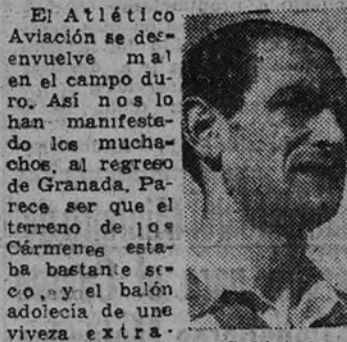 El Atlético
Aviación se des-
envuelve mal
en el campo du-
ro. Así nos lo
han manifesta-
do los mucha-
chos, al regreso
de Granada. Pa-
rece ser que el
terreno de los
Cármenes esta-
ba bastante se-
co, y el balón
adolecía de una
viveza extra-